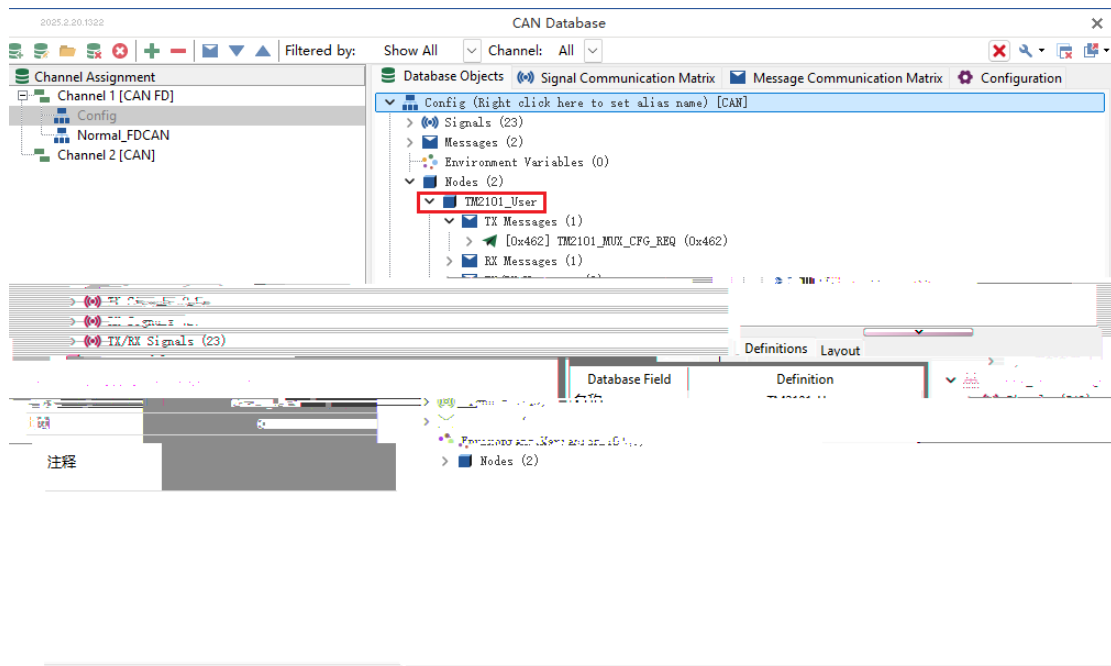 2025.2.20.1322
CAN Database
Filtered by: Show All Channel: All
Channel Assignment
Channel 1 [CAN FD]
Config
Normal_FDCAN
Channel 2 [CAN]
Database Objects Signal Communication Matrix Message Communication Matrix Configuration
Config (Right click here to set alias name) [CAN]
Signals (23)
Messages (2)
Environment Variables (0)
Nodes (2)
TM2101_User
TX Messages (1)
[0x462] TM2101_MUX_CFG_REQ (0x462)
RX Messages (1)
TX/RX Signals (23)
Definitions Layout
Database Field Definition
注释
Nodes (2)